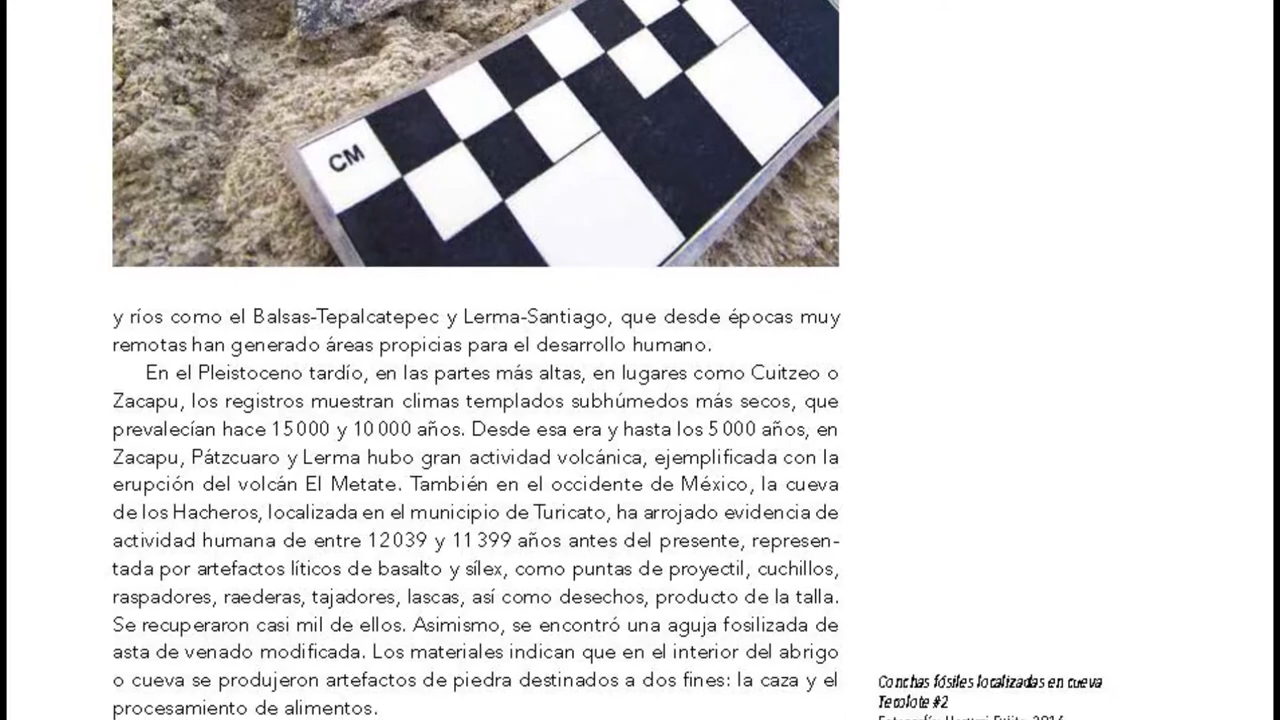 CM
y ríos como el Balsas-Tepalcatepec y Lerma-Santiago, que desde épocas muy
remotas han generado áreas propicias para el desarrollo humano.
En el Pleistoceno tardío, en las partes más altas, en lugares como Cuitzeo o
Zacapu, los registros muestran climas templados subhúmedos más secos, que
prevalecían hace 15 000 y 10 000 años. Desde esa era y hasta los 5 000 años, en
Zacapu, Pátzcuaro y Lerma hubo gran actividad volcánica, ejemplificada con la
erupción del volcán El Metate. También en el occidente de México, la cueva
de los Hacheros, localizada en el municipio de Turicato, ha arrojado evidencia de
actividad humana de entre 12 039 y 11 399 años antes del presente, represen-
tada por artefactos líticos de basalto y sílex, como puntas de proyectil, cuchillos,
raspadores, raederas, tajadores, lascas, así como desechos, producto de la talla.
Se recuperaron casi mil de ellos. Asimismo, se encontró una aguja fosilizada de
asta de venado modificada. Los materiales indican que en el interior del abrigo
o cueva se produjeron artefactos de piedra destinados a dos fines: la caza y el
procesamiento de alimentos.
Conchas fósiles localizadas en cueva
Tecolote #2